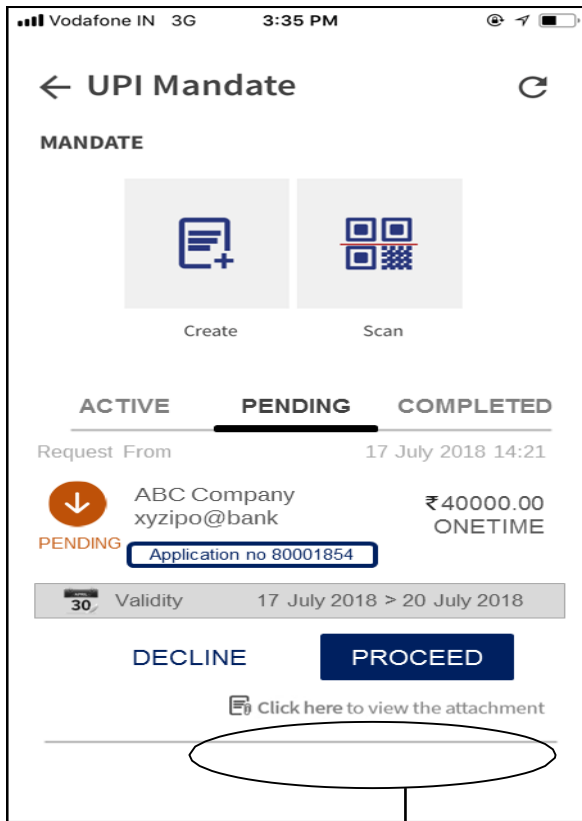 Vodafone IN 3G 3:35 PM
← UPI Mandate
MANDATE
Create Scan
ACTIVE PENDING COMPLETED
Request From 17 July 2018 14:21
ABC Company ₹40000.00
xyzipo@bank ONETIME
PENDING
Application no 80001854
30 Validity 17 July 2018 > 20 July 2018
DECLINE PROCEED
Click here to view the attachment